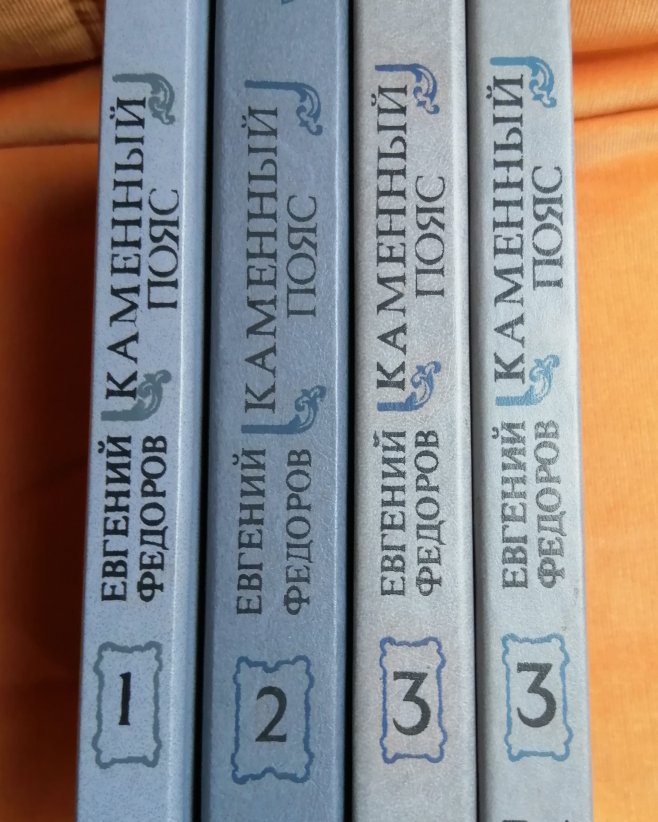 ЕВГЕНИЙ
ФЕДОРОВ
КАМЕННЫЙ
ПОЯС
1
ЕВГЕНИЙ
ФЕДОРОВ
КАМЕННЫЙ
ПОЯС
2
ЕВГЕНИЙ
ФЕДОРОВ
КАМЕННЫЙ
ПОЯС
3
ЕВГЕНИЙ
ФЕДОРОВ
КАМЕННЫЙ
ПОЯС
3